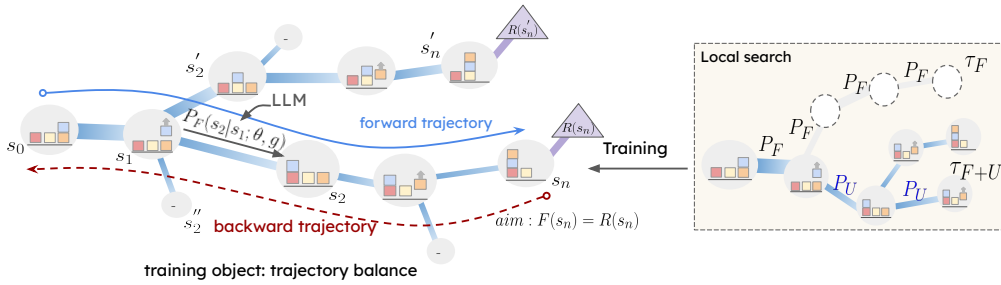 R(s'_n)
s'_2
s'_n
LLM
P_F(s_2|s_1; θ, g)
forward trajectory
R(s_n)
s_0
s_1
s_2
s_n
s''_2
backward trajectory
aim : F(s_n) = R(s_n)
training object: trajectory balance
Training
Local search
P_F
P_F
τ_F
P_F
P_F
P_U
P_U
τ_{F+U}
-
-
-